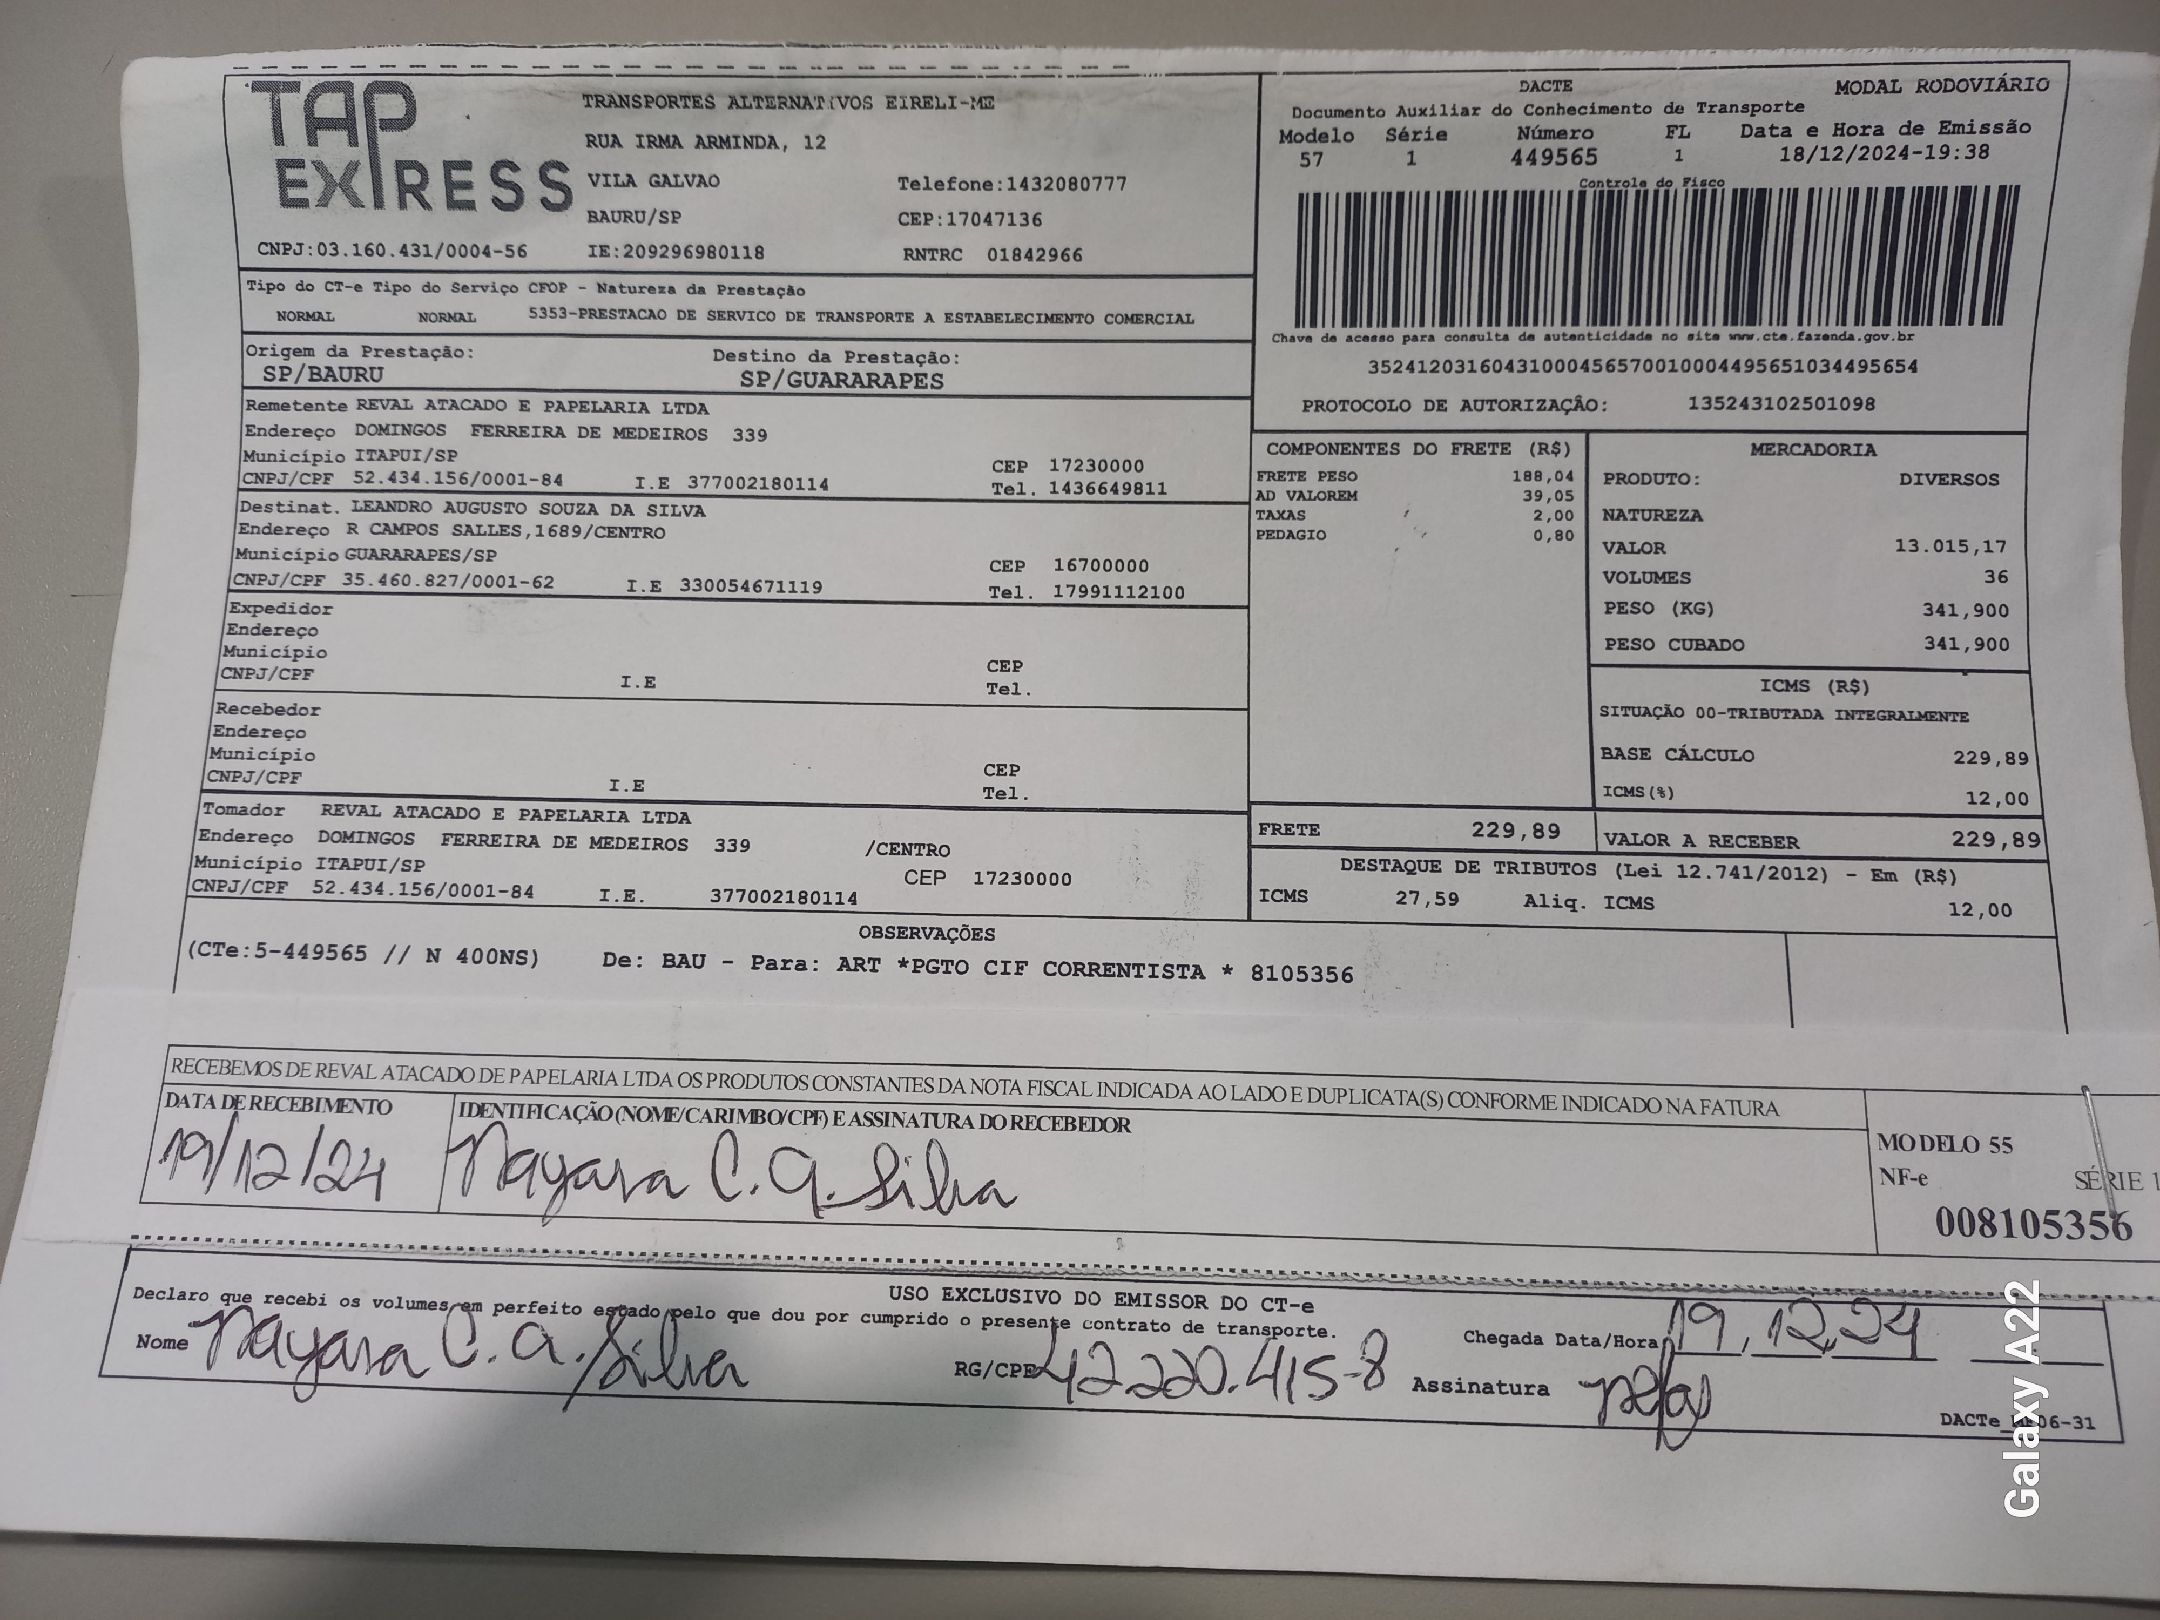 TAP EXPRESS
TRANSPORTES ALTERNATIVOS EIRELI-ME
RUA IRMA ARMINDA, 12
VILA GALVAO Telefone:1432080777
BAURU/SP CEP:17047136
CNPJ:03.160.431/0004-56 IE:209296980118 RNTRC 01842966
DACTE MODAL RODOVIÁRIO
Documento Auxiliar do Conhecimento de Transporte
Modelo Série Número FL Data e Hora de Emissão
57 1 449565 1 18/12/2024-19:38
Controle do Fisco
Chave de acesso para consulta de autenticidade no site www.cte.fazenda.gov.br
35241203160431000456570010004495651034495654
PROTOCOLO DE AUTORIZAÇÂO: 135243102501098
Tipo do CT-e Tipo do Serviço CFOP - Natureza da Prestação
NORMAL NORMAL 5353-PRESTACAO DE SERVICO DE TRANSPORTE A ESTABELECIMENTO COMERCIAL
Origem da Prestação: Destino da Prestação:
SP/BAURU SP/GUARARAPES
Remetente REVAL ATACADO E PAPELARIA LTDA
Endereço DOMINGOS FERREIRA DE MEDEIROS 339
Município ITAPUI/SP CEP 17230000
CNPJ/CPF 52.434.156/0001-84 I.E 377002180114 Tel. 1436649811
Destinat. LEANDRO AUGUSTO SOUZA DA SILVA
Endereço R CAMPOS SALLES,1689/CENTRO
Município GUARARAPES/SP CEP 16700000
CNPJ/CPF 35.460.827/0001-62 I.E 330054671119 Tel. 17991112100
Expedidor
Endereço
Município CEP
CNPJ/CPF I.E Tel.
Recebedor
Endereço
Município CEP
CNPJ/CPF I.E Tel.
Tomador REVAL ATACADO E PAPELARIA LTDA
Endereço DOMINGOS FERREIRA DE MEDEIROS 339 /CENTRO
Município ITAPUI/SP CEP 17230000
CNPJ/CPF 52.434.156/0001-84 I.E. 377002180114
COMPONENTES DO FRETE (R$)
FRETE PESO 188,04
AD VALOREM 39,05
TAXAS 2,00
PEDAGIO 0,80
MERCADORIA
PRODUTO: DIVERSOS
NATUREZA
VALOR 13.015,17
VOLUMES 36
PESO (KG) 341,900
PESO CUBADO 341,900
ICMS (R$)
SITUAÇÃO 00-TRIBUTADA INTEGRALMENTE
BASE CÁLCULO 229,89
ICMS(%) 12,00
FRETE 229,89 VALOR A RECEBER 229,89
DESTAQUE DE TRIBUTOS (Lei 12.741/2012) - Em (R$)
ICMS 27,59 Aliq. ICMS 12,00
OBSERVAÇÕES
(CTe:5-449565 // N 400NS) De: BAU - Para: ART *PGTO CIF CORRENTISTA * 8105356
RECEBEMOS DE REVAL ATACADO DE PAPELARIA LTDA OS PRODUTOS CONSTANTES DA NOTA FISCAL INDICADA AO LADO E DUPLICATA(S) CONFORME INDICADO NA FATURA
DATA DE RECEBIMENTO IDENTIFICAÇÃO (NOME/CARIMBO/CPF) E ASSINATURA DO RECEBEDOR
19/12/24 Nayara C. A. Silva
MODELO 55
NF-e SÉRIE 1
008105356
USO EXCLUSIVO DO EMISSOR DO CT-e
Declaro que recebi os volumes em perfeito estado pelo que dou por cumprido o presente contrato de transporte.
Nome Nayara C. A. Silva RG/CPF 42.220.415-8
Chegada Data/Hora 19,12,24
Assinatura
Galaxy A22